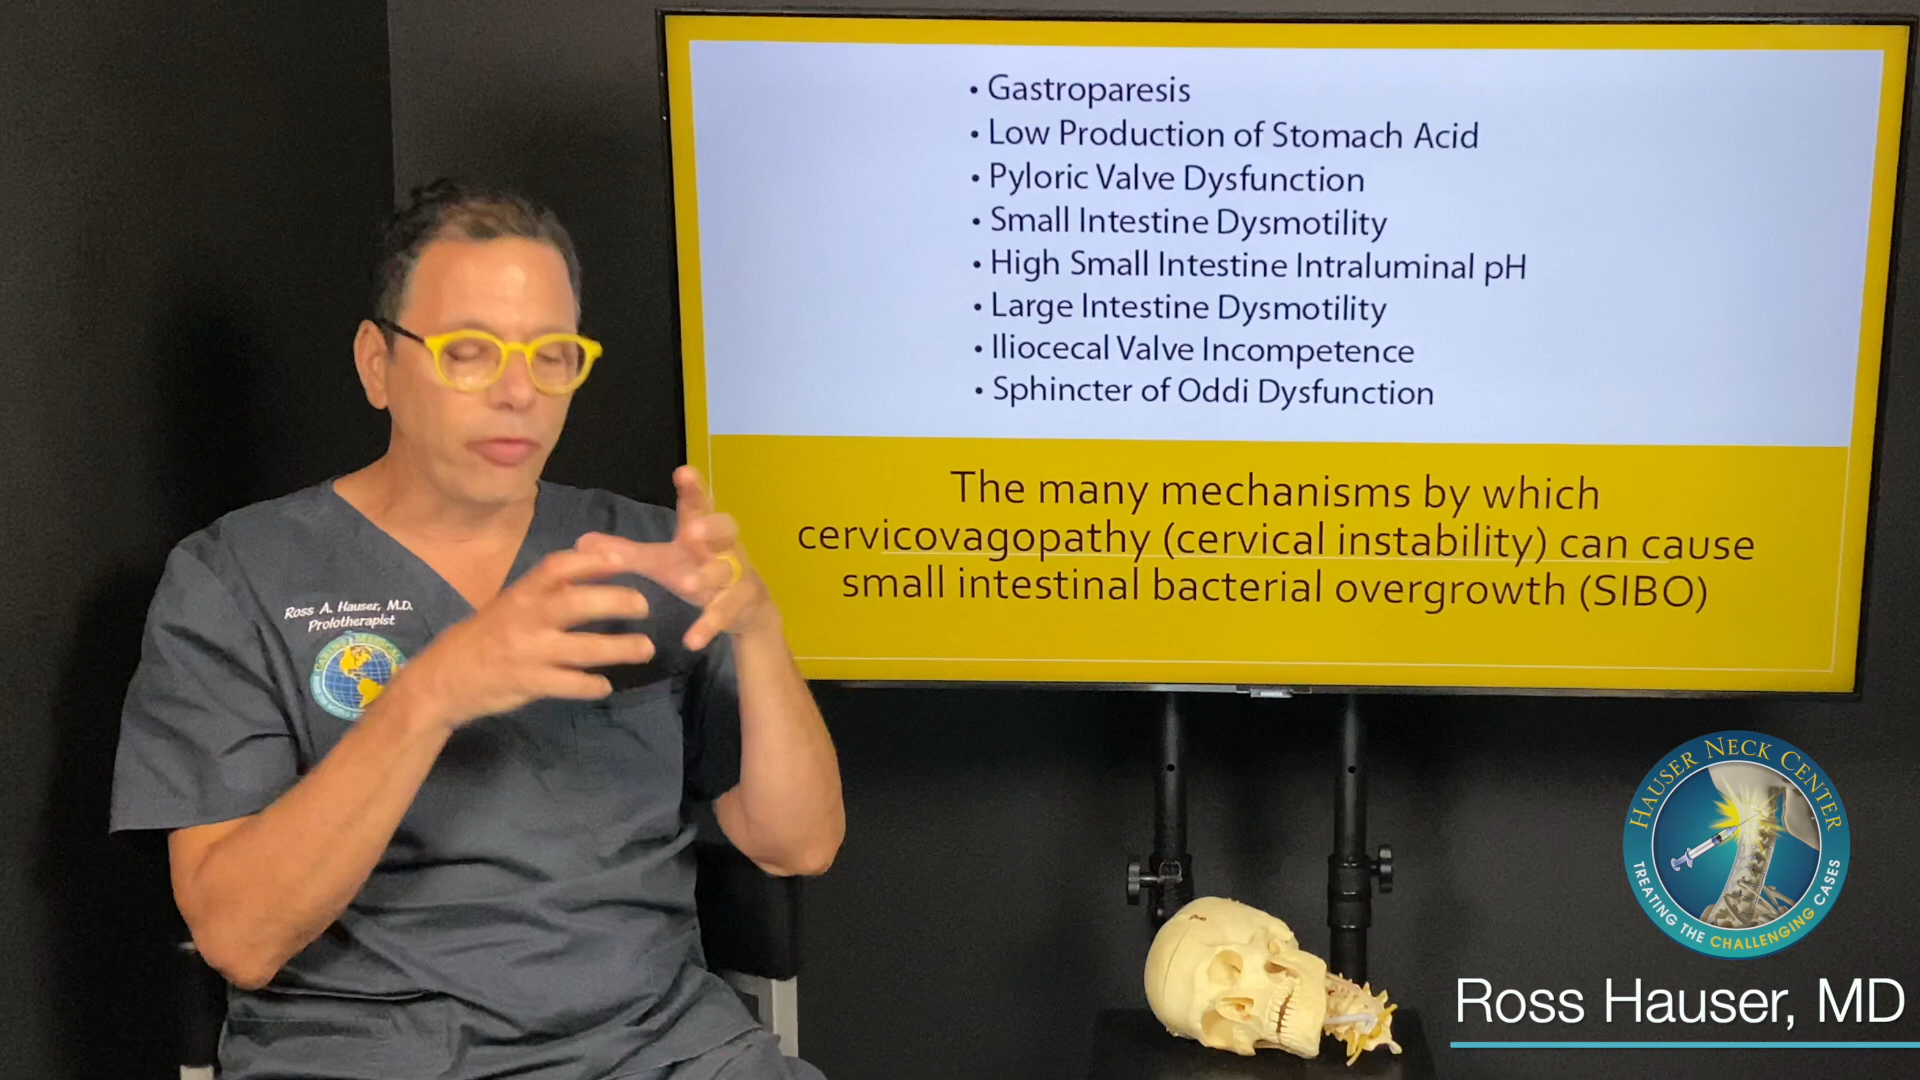 • Gastroparesis
• Low Production of Stomach Acid
• Pyloric Valve Dysfunction
• Small Intestine Dysmotility
• High Small Intestine Intraluminal pH
• Large Intestine Dysmotility
• Iliocecal Valve Incompetence
• Sphincter of Oddi Dysfunction
The many mechanisms by which
cervicovagopathy (cervical instability) can cause
small intestinal bacterial overgrowth (SIBO)
Ross A. Hauser, M.D.
Prolotherapist
HAUSER NECK CENTER
TREATING THE CHALLENGING CASES
Ross Hauser, MD